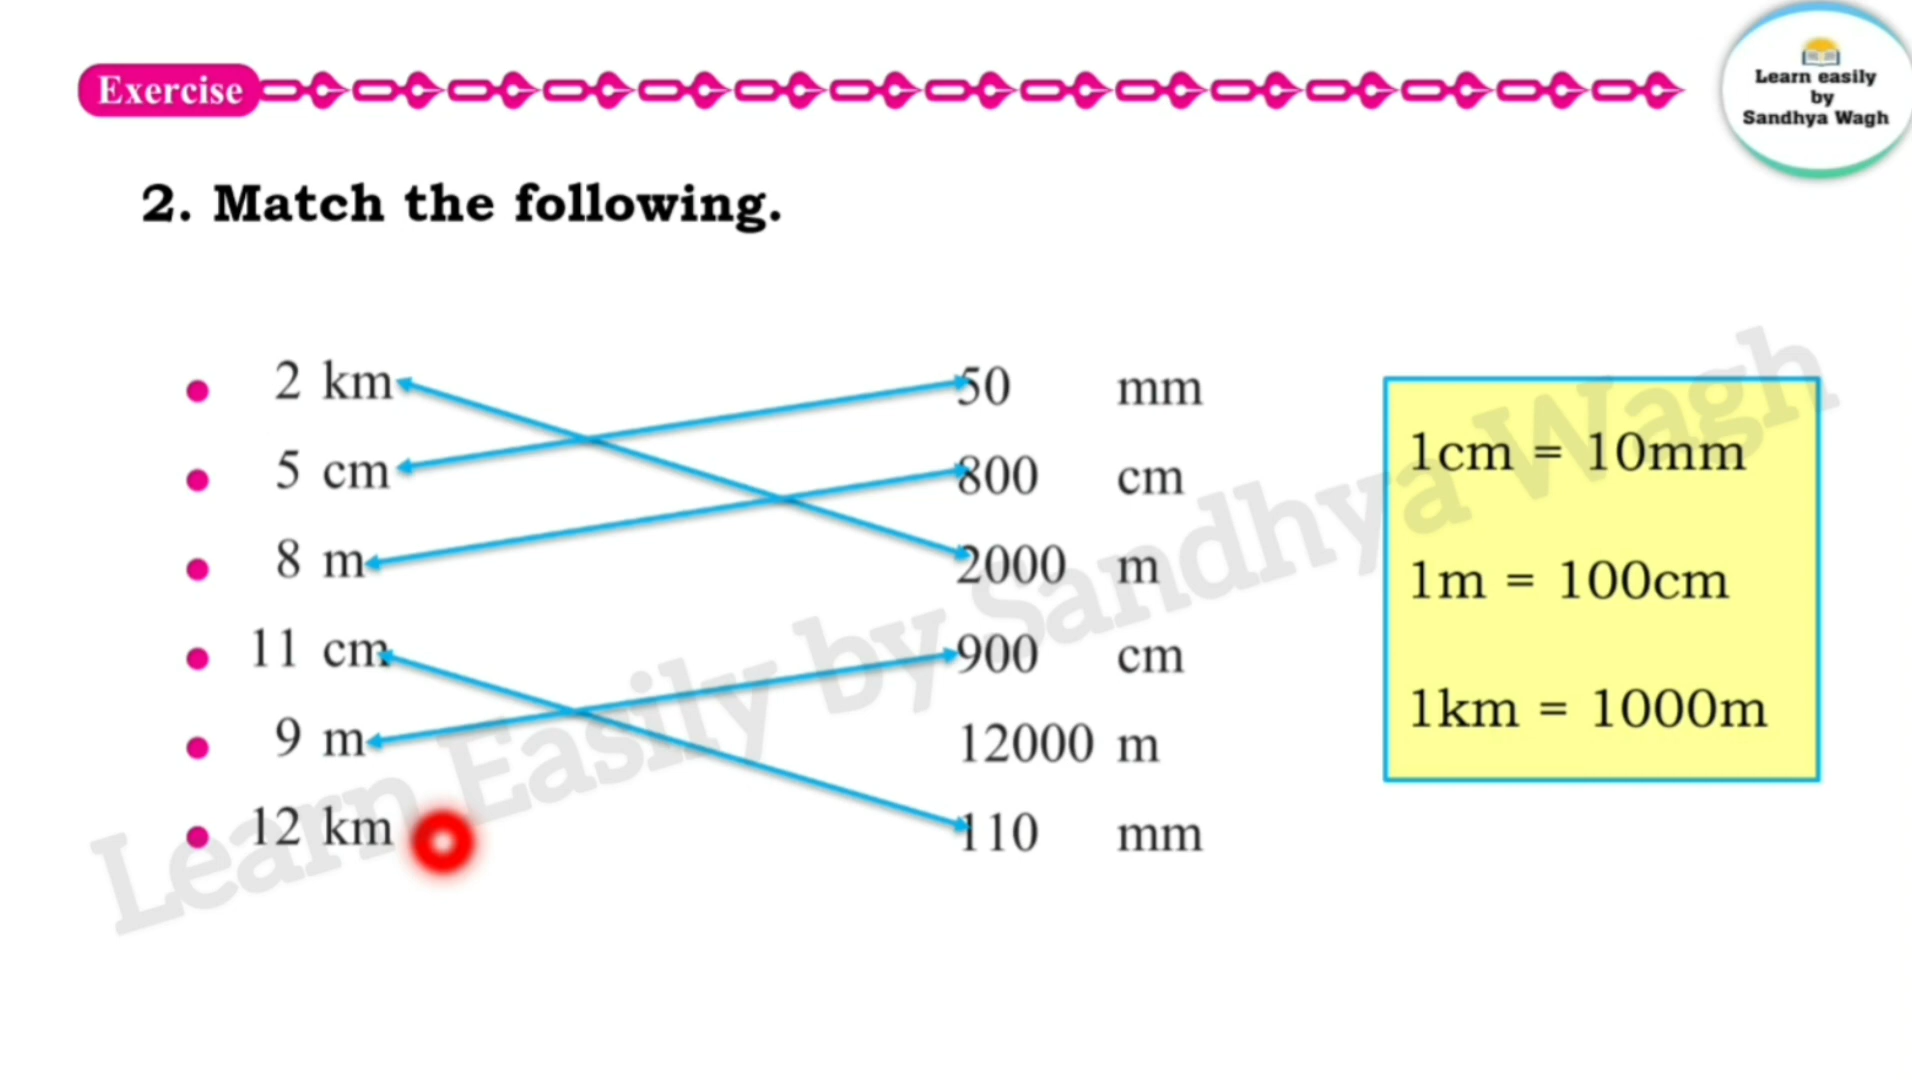 Exercise
Learn easily
by
Sandhya Wagh
2. Match the following.
2 km 50 mm
5 cm 800 cm
8 m 2000 m
11 cm 900 cm
9 m 12000 m
12 km 110 mm
1cm = 10mm
1m = 100cm
1km = 1000m
Learn Easily by Sandhya Wagh